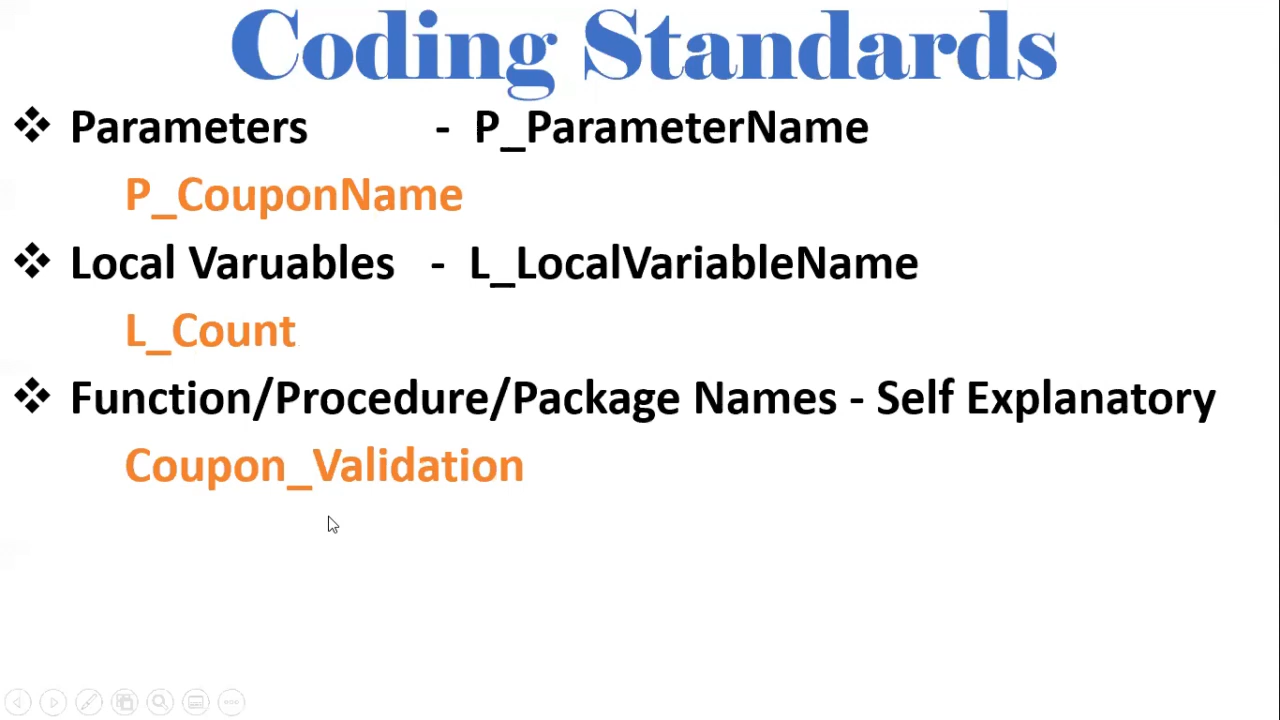 Coding Standards
❖ Parameters - P_ParameterName
P_CouponName
❖ Local Varuables - L_LocalVariableName
L_Count
❖ Function/Procedure/Package Names - Self Explanatory
Coupon_Validation